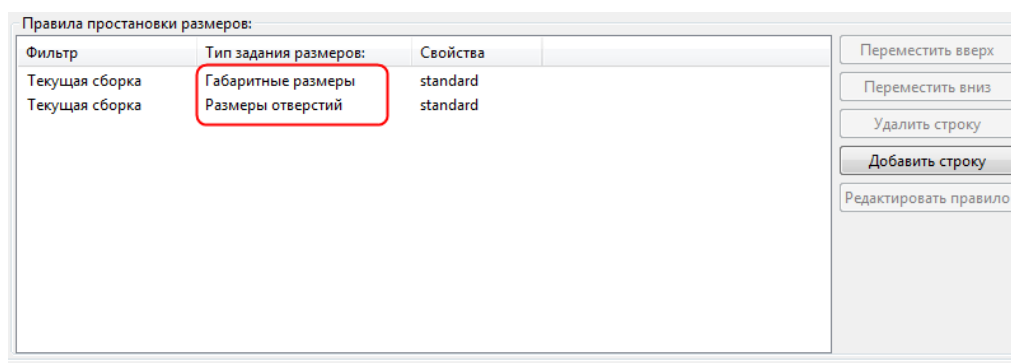 Правила простановки размеров:
Фильтр Тип задания размеров: Свойства
Текущая сборка Габаритные размеры standard
Текущая сборка Размеры отверстий standard
Переместить вверх
Переместить вниз
Удалить строку
Добавить строку
Редактировать правило